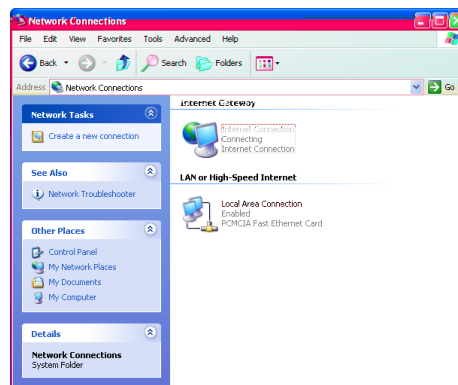 Network Connections
File Edit View Favorites Tools Advanced Help
Back Search Folders
Address Network Connections Go
Network Tasks
Create a new connection
See Also
Network Troubleshooter
Other Places
Control Panel
My Network Places
My Documents
My Computer
Details
Network Connections
System Folder
Internet Gateway
Internet Connection
Connecting
Internet Connection
LAN or High-Speed Internet
Local Area Connection
Enabled
PCMCIA Fast Ethernet Card